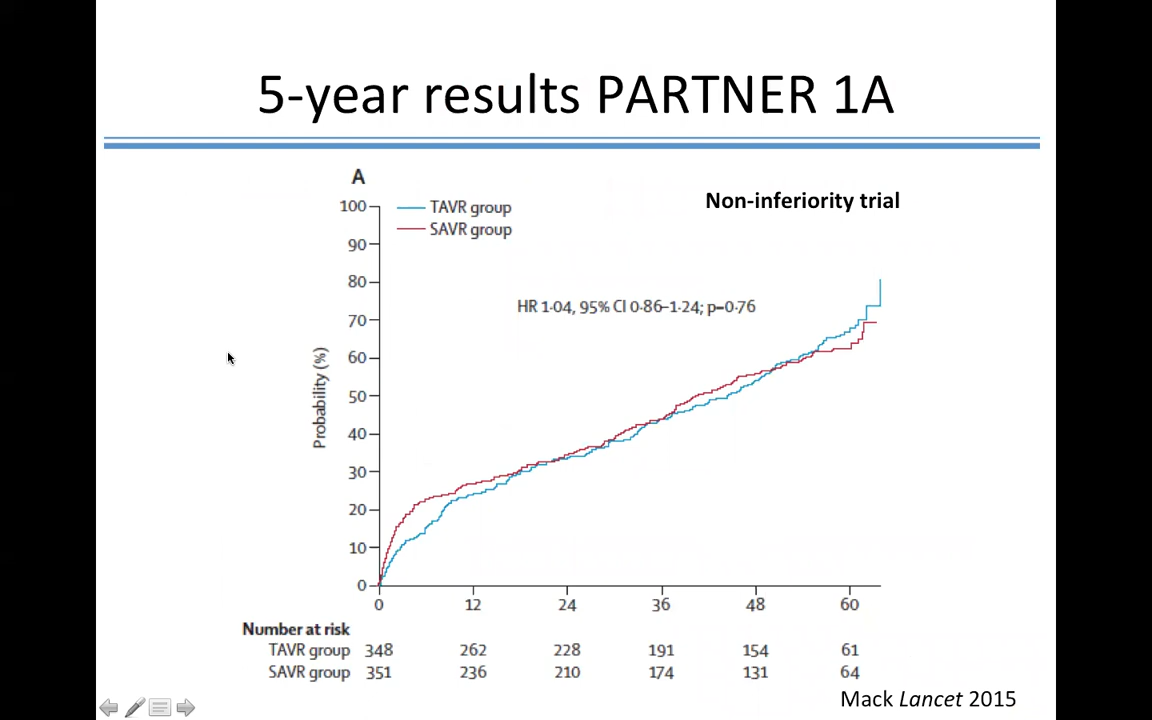 5-year results PARTNER 1A
A
Non-inferiority trial
TAVR group
SAVR group
HR 1·04, 95% CI 0·86–1·24; p=0·76
Probability (%)
100
90
80
70
60
50
40
30
20
10
0
0 12 24 36 48 60
Number at risk
TAVR group 348 262 228 191 154 61
SAVR group 351 236 210 174 131 64
Mack Lancet 2015